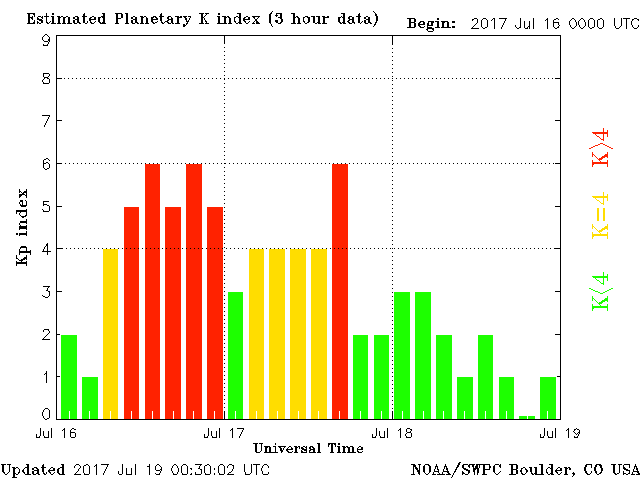 Estimated Planetary K index (3 hour data)
Begin: 2017 Jul 16 0000 UTC
9
8
7
6
5
4
3
2
1
0
Kp index
K>4
K=4
K<4
Jul 16
Jul 17
Jul 18
Jul 19
Universal Time
Updated 2017 Jul 19 00:30:02 UTC
NOAA/SWPC Boulder, CO USA